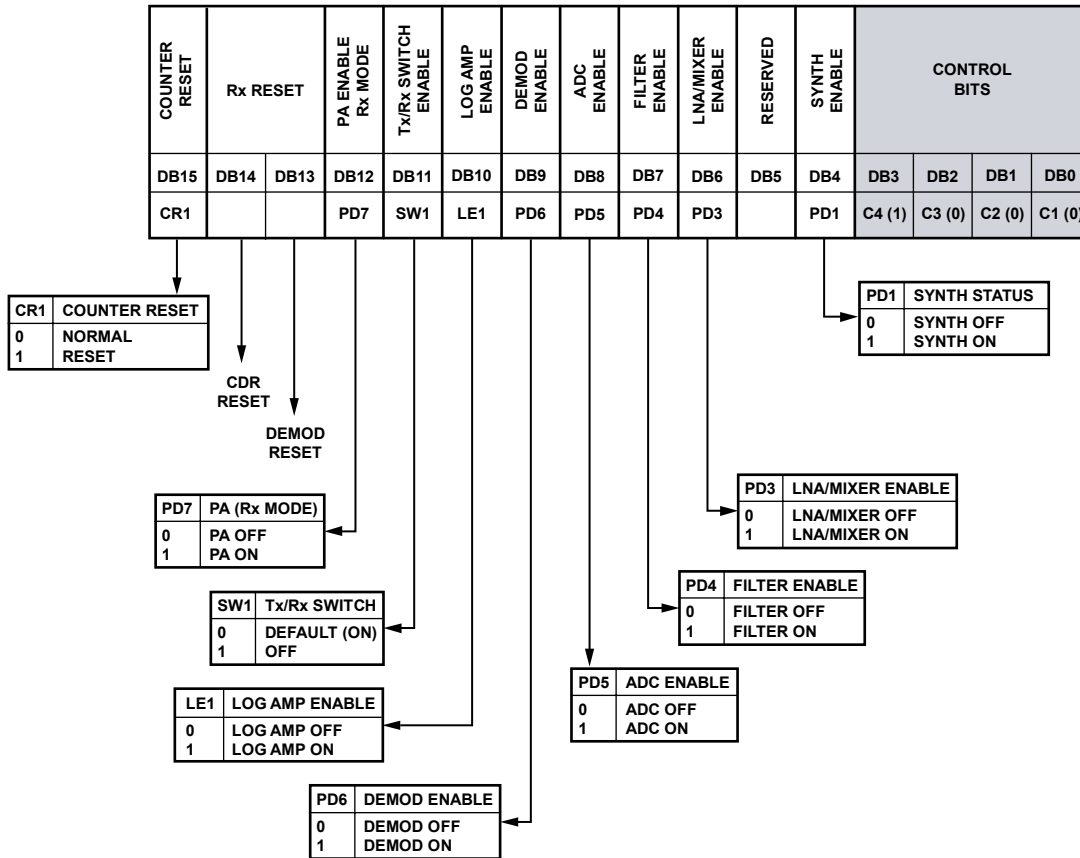 COUNTER RESET
Rx RESET
PA ENABLE Rx MODE
Tx/Rx SWITCH ENABLE
LOG AMP ENABLE
DEMOD ENABLE
ADC ENABLE
FILTER ENABLE
LNA/MIXER ENABLE
RESERVED
SYNTH ENABLE
CONTROL BITS
DB15 DB14 DB13 DB12 DB11 DB10 DB9 DB8 DB7 DB6 DB5 DB4 DB3 DB2 DB1 DB0
CR1 PD7 SW1 LE1 PD6 PD5 PD4 PD3 PD1 C4 (1) C3 (0) C2 (0) C1 (0)
CR1 COUNTER RESET
0 NORMAL
1 RESET
PD1 SYNTH STATUS
0 SYNTH OFF
1 SYNTH ON
CDR
RESET
DEMOD
RESET
PD7 PA (Rx MODE)
0 PA OFF
1 PA ON
PD3 LNA/MIXER ENABLE
0 LNA/MIXER OFF
1 LNA/MIXER ON
SW1 Tx/Rx SWITCH
0 DEFAULT (ON)
1 OFF
PD4 FILTER ENABLE
0 FILTER OFF
1 FILTER ON
LE1 LOG AMP ENABLE
0 LOG AMP OFF
1 LOG AMP ON
PD5 ADC ENABLE
0 ADC OFF
1 ADC ON
PD6 DEMOD ENABLE
0 DEMOD OFF
1 DEMOD ON